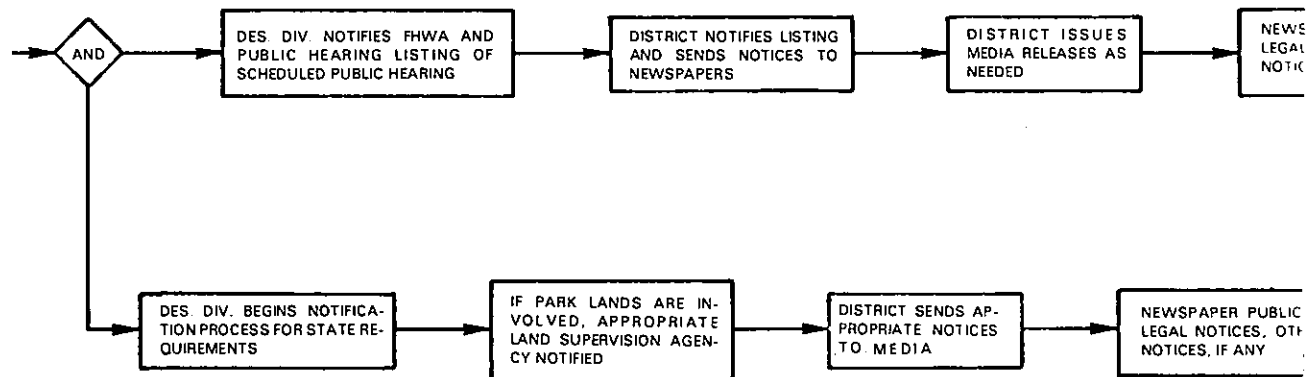 AND
DES. DIV. NOTIFIES FHWA AND
PUBLIC HEARING LISTING OF
SCHEDULED PUBLIC HEARING
DISTRICT NOTIFIES LISTING
AND SENDS NOTICES TO
NEWSPAPERS
DISTRICT ISSUES
MEDIA RELEASES AS
NEEDED
DES. DIV. BEGINS NOTIFICA-
TION PROCESS FOR STATE RE-
QUIREMENTS
IF PARK LANDS ARE IN-
VOLVED, APPROPRIATE
LAND SUPERVISION AGEN-
CY NOTIFIED
DISTRICT SENDS AP-
PROPRIATE NOTICES
TO MEDIA
NEWSPAPER PUBLIC
LEGAL NOTICES,
NOTICES, IF ANY